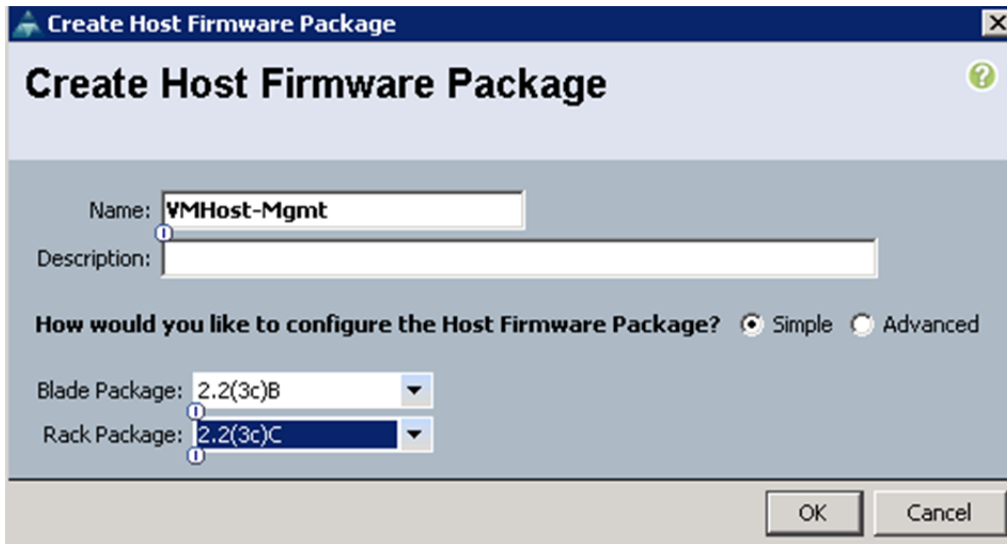 Create Host Firmware Package
Create Host Firmware Package
Name: VMHost-Mgmt
Description:
How would you like to configure the Host Firmware Package? Simple Advanced
Blade Package: 2.2(3c)B
Rack Package: 2.2(3c)C
OK Cancel